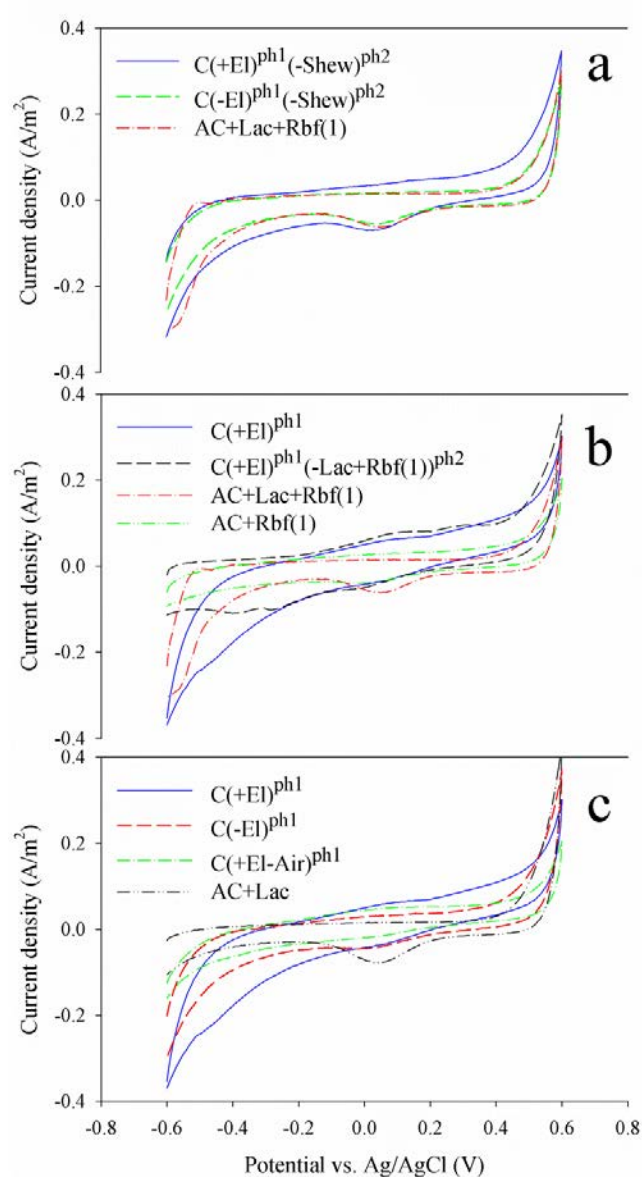 0.4
C(+El)ph1(-Shew)ph2
a
C(-El)ph1(-Shew)ph2
0.2
AC+Lac+Rbf(1)
0.0
-0.2
-0.4
Current density (A/m2)
C(+El)ph1
b
C(+El)ph1(-Lac+Rbf(1))ph2
0.2
AC+Lac+Rbf(1)
AC+Rbf(1)
0.0
-0.2
-0.4
Current density (A/m2)
0.4
C(+El)ph1
c
C(-El)ph1
0.2
C(+El-Air)ph1
AC+Lac
0.0
-0.2
-0.4
Current density (A/m2)
-0.8 -0.6 -0.4 -0.2 0.0 0.2 0.4 0.6 0.8
Potential vs. Ag/AgCl (V)